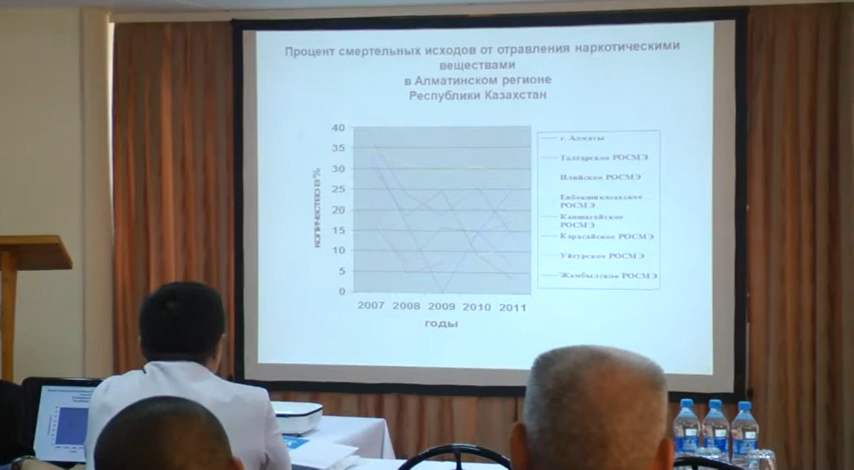 Процент смертельных исходов от отравления наркотическими
веществами
в Алматинском регионе
Республики Казахстан
количество в %
40
35
30
25
20
15
10
5
0
2007 2008 2009 2010 2011
годы
г. Алматы
Талгарское РОСМЭ
Илийское РОСМЭ
Енбекшиказахское
РОСМЭ
Капшагайское
РОСМЭ
Карасайское РОСМЭ
Уйгурское РОСМЭ
Жамбылское РОСМЭ